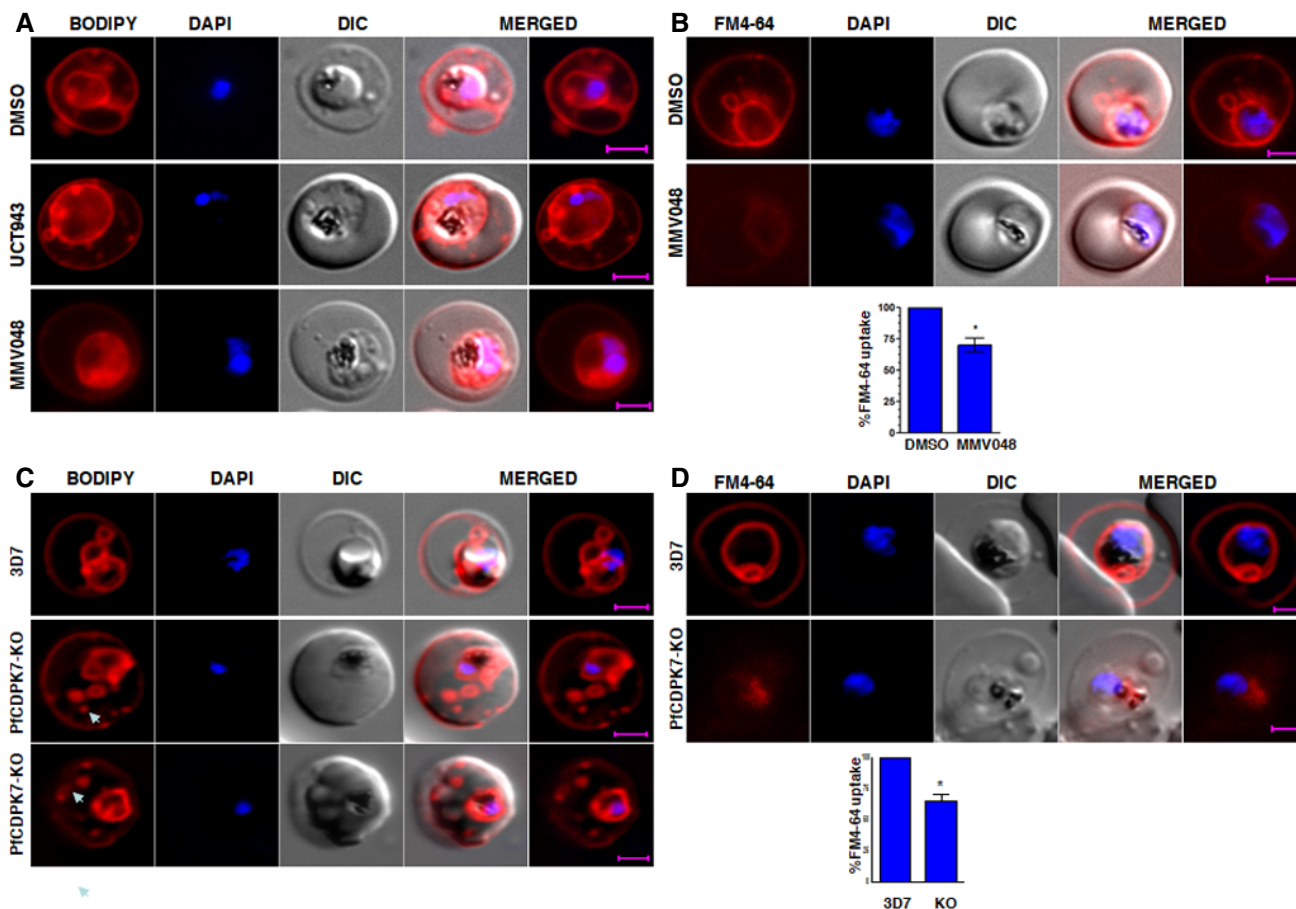 A
BODIPY DAPI DIC MERGED
DMSO
UCT943
MMV048
B
FM4-64 DAPI DIC MERGED
DMSO
MMV048
%FM4-64 uptake
100
75
50
25
0
DMSO MMV048
*
C
BODIPY DAPI DIC MERGED
3D7
PfCDPK7-KO
PfCDPK7-KO
D
FM4-64 DAPI DIC MERGED
3D7
PfCDPK7-KO
%FM4-64 uptake
*
3D7 KO